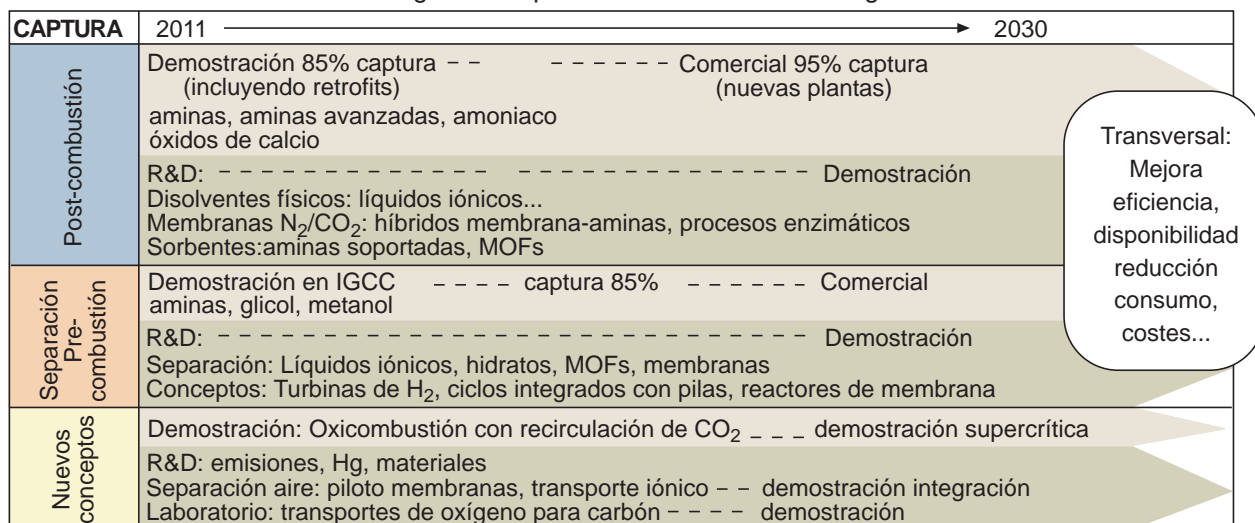 CAPTURA 2011 2030
Post-combustión
Demostración 85% captura – – – – – – – – Comercial 95% captura
(incluyendo retrofits) (nuevas plantas)
aminas, aminas avanzadas, amoniaco
óxidos de calcio
R&D: – – – – – – – – – – – – – – – – – – – – – – – – – – – Demostración
Disolventes físicos: líquidos iónicos...
Membranas N2/CO2: híbridos membrana-aminas, procesos enzimáticos
Sorbentes:aminas soportadas, MOFs
Separación
Pre-
combustión
Demostración en IGCC – – – – captura 85% – – – – – – Comercial
aminas, glicol, metanol
R&D: – – – – – – – – – – – – – – – – – – – – – – – – – – – Demostración
Separación: Líquidos iónicos, hidratos, MOFs, membranas
Conceptos: Turbinas de H2, ciclos integrados con pilas, reactores de membrana
Nuevos
conceptos
Demostración: Oxicombustión con recirculación de CO2 _ _ _ demostración supercrítica
R&D: emisiones, Hg, materiales
Separación aire: piloto membranas, transporte iónico – – demostración integración
Laboratorio: transportes de oxígeno para carbón – – – – demostración
Transversal:
Mejora
eficiencia,
disponibilidad
reducción
consumo,
costes...